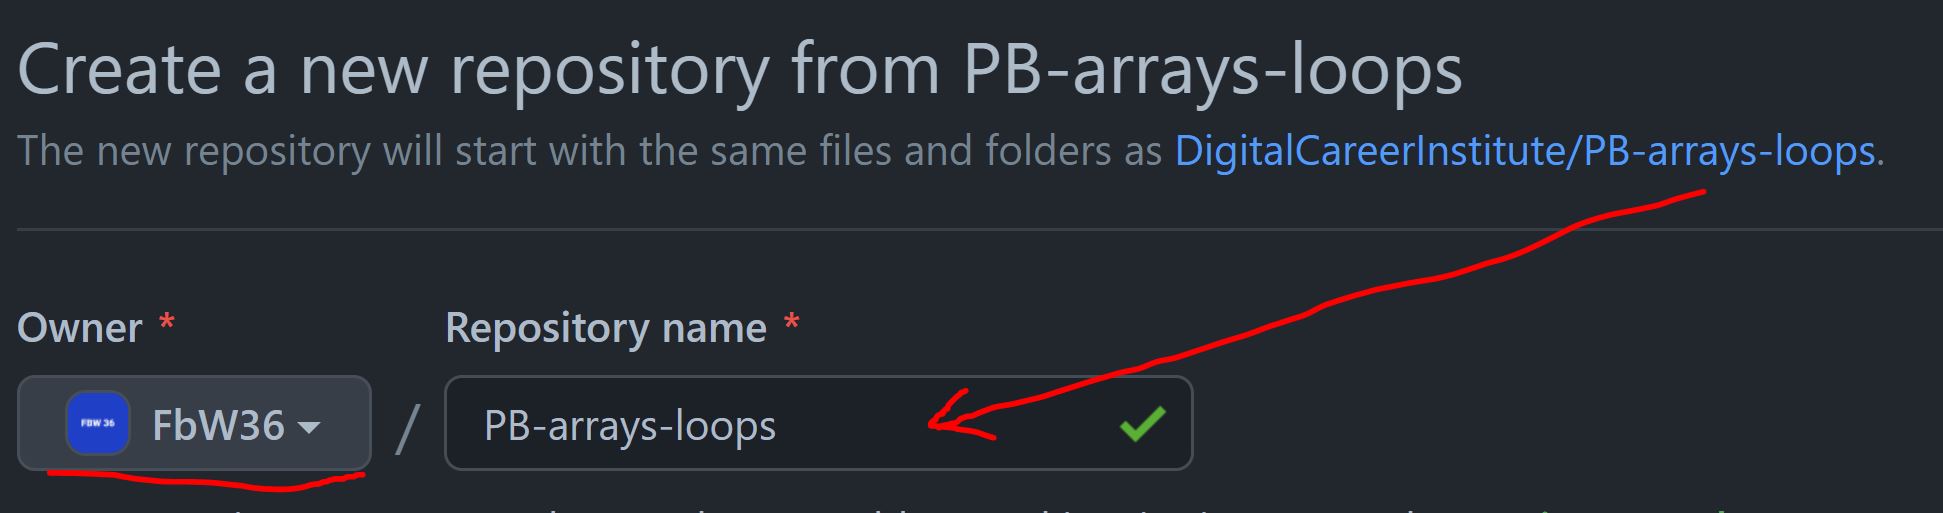 Create a new repository from PB-arrays-loops
The new repository will start with the same files and folders as DigitalCareerInstitute/PB-arrays-loops.
Owner * Repository name *
FBW 36 FbW36 / PB-arrays-loops